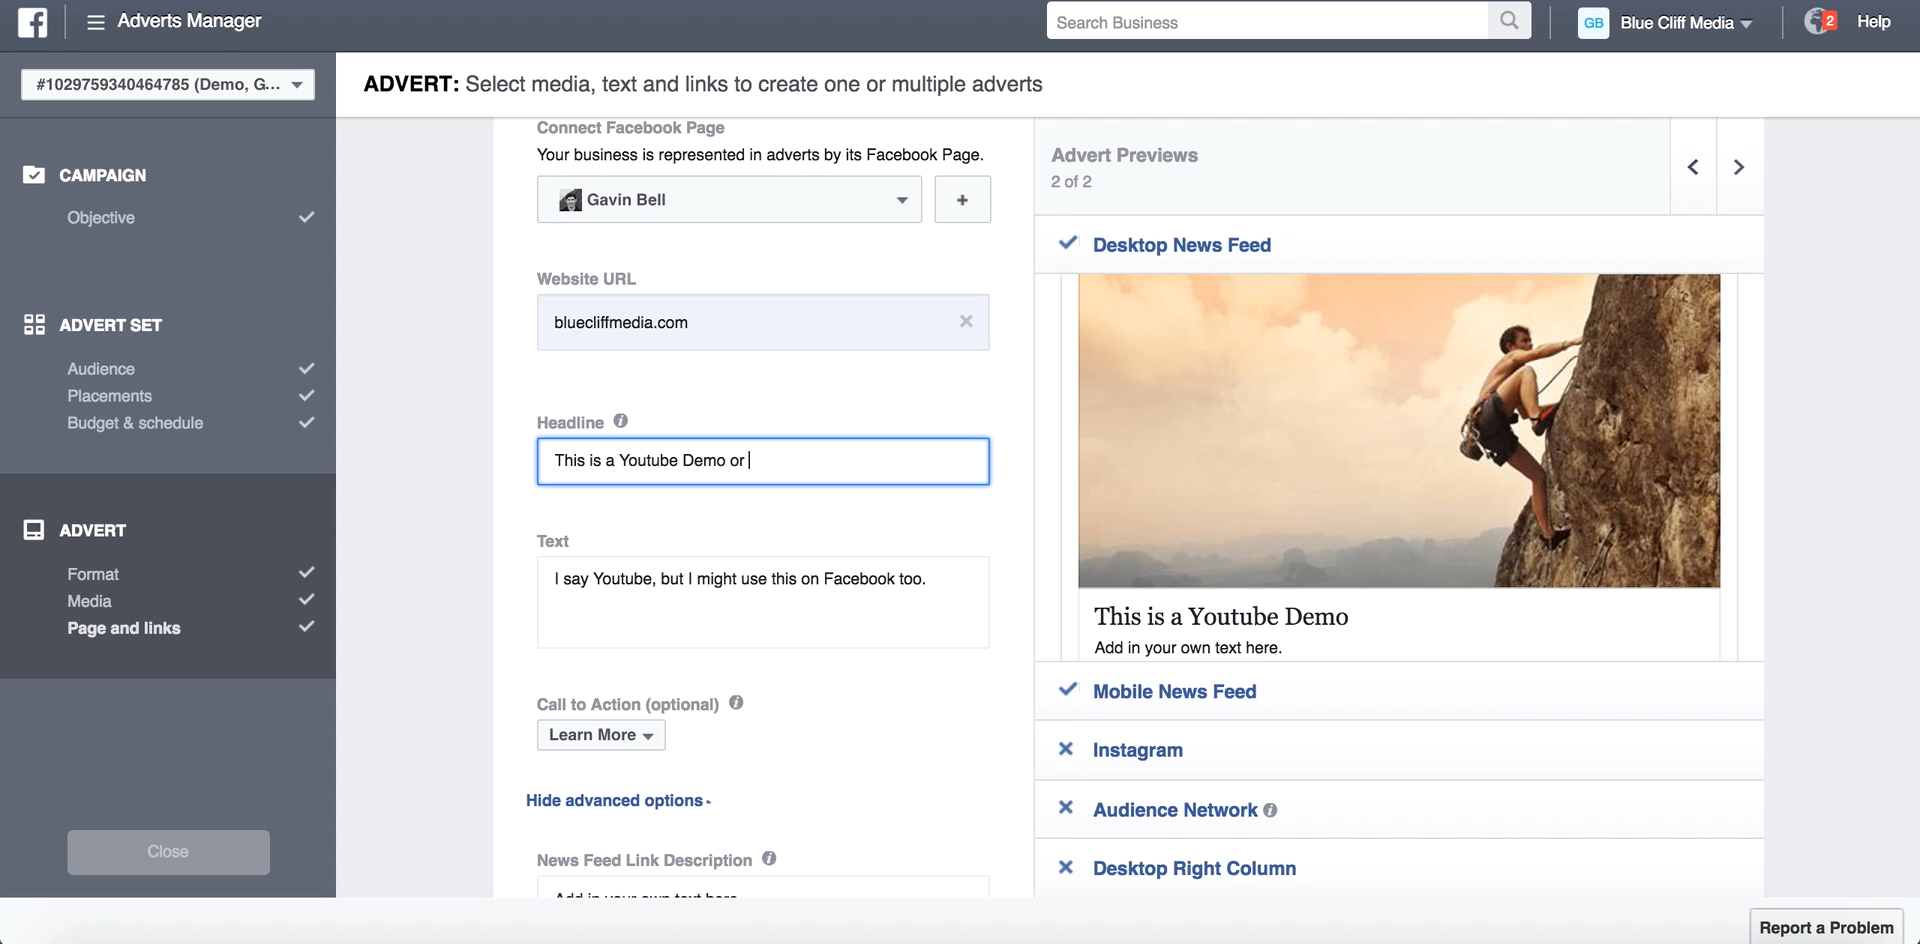 Adverts Manager
Search Business
GB Blue Cliff Media
2
Help
#1029759340464785 (Demo, G...
ADVERT: Select media, text and links to create one or multiple adverts
CAMPAIGN
Objective
ADVERT SET
Audience
Placements
Budget & schedule
ADVERT
Format
Media
Page and links
Close
Connect Facebook Page
Your business is represented in adverts by its Facebook Page.
Gavin Bell
+
Website URL
bluecliffmedia.com
Headline
This is a Youtube Demo or
Text
I say Youtube, but I might use this on Facebook too.
Call to Action (optional)
Learn More
Hide advanced options
News Feed Link Description
Add in your own text here.
Advert Previews
2 of 2
Desktop News Feed
This is a Youtube Demo
Add in your own text here.
Mobile News Feed
Instagram
Audience Network
Desktop Right Column
Report a Problem